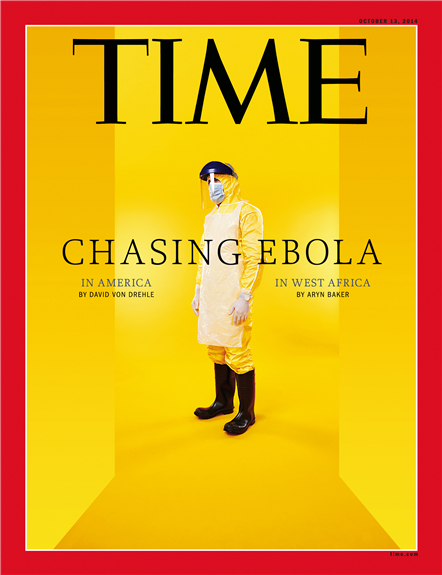 OCTOBER 13, 2014
TIME
CHASING EBOLA
IN AMERICA
BY DAVID VON DREHLE
IN WEST AFRICA
BY ARYN BAKER
time.com